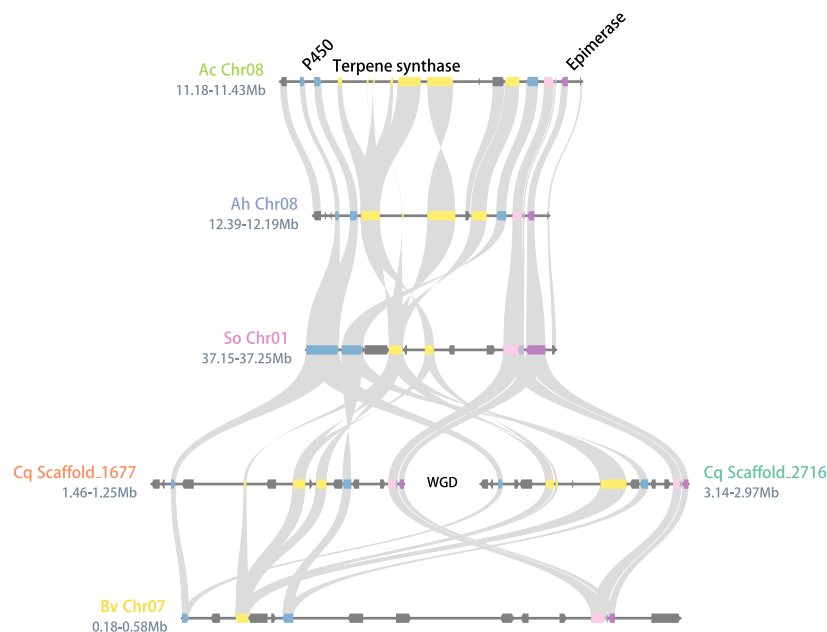 P450
Terpene synthase
Epimerase
Ac Chr08
11.18-11.43Mb
Ah Chr08
12.39-12.19Mb
So Chr01
37.15-37.25Mb
Cq Scaffold_1677
1.46-1.25Mb
WGD
Cq Scaffold_2716
3.14-2.97Mb
Bv Chr07
0.18-0.58Mb